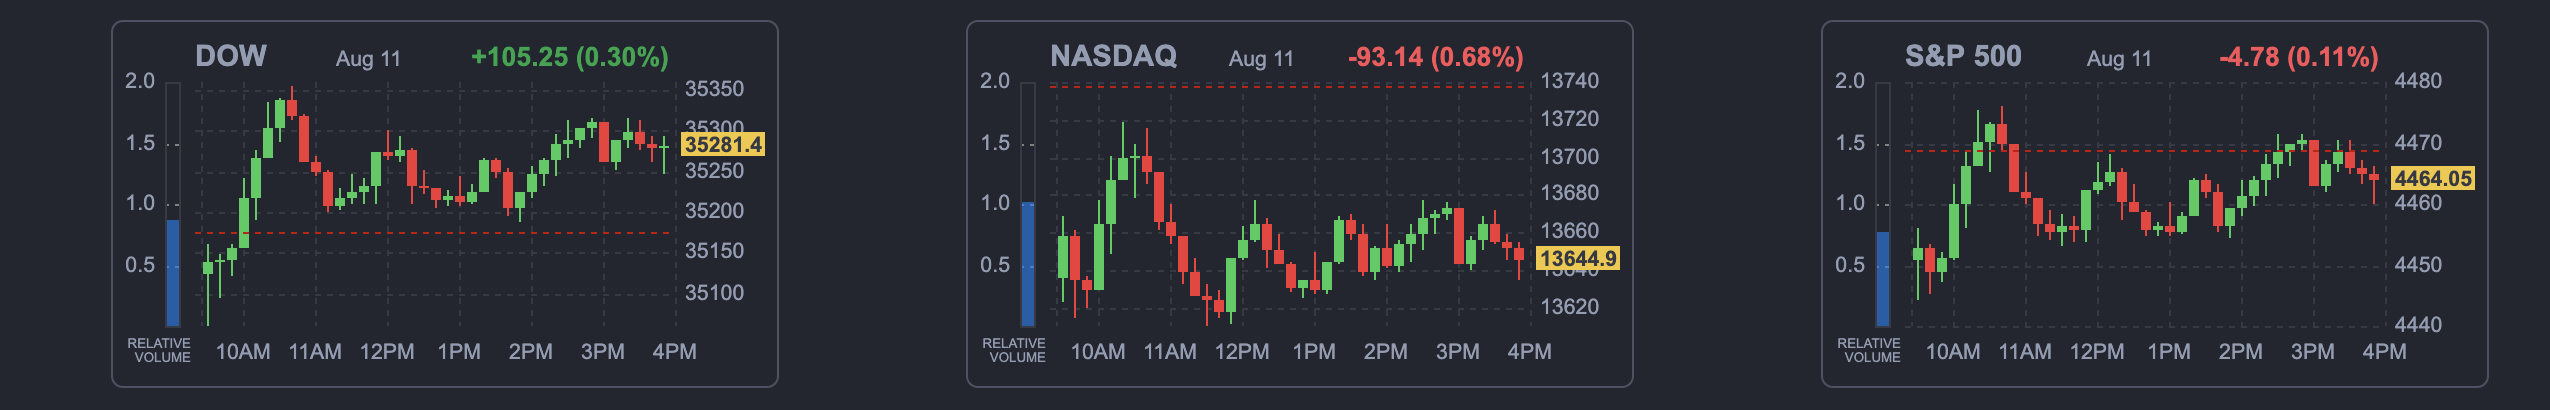 DOW Aug 11 +105.25 (0.30%)
2.0
1.5
1.0
0.5
35350
35300
35281.4
35250
35200
35150
35100
RELATIVE
VOLUME
10AM 11AM 12PM 1PM 2PM 3PM 4PM
NASDAQ Aug 11 -93.14 (0.68%)
2.0
1.5
1.0
0.5
13740
13720
13700
13680
13660
13644.9
13640
13620
RELATIVE
VOLUME
10AM 11AM 12PM 1PM 2PM 3PM 4PM
S&P 500 Aug 11 -4.78 (0.11%)
2.0
1.5
1.0
0.5
4480
4470
4464.05
4460
4450
4440
RELATIVE
VOLUME
10AM 11AM 12PM 1PM 2PM 3PM 4PM